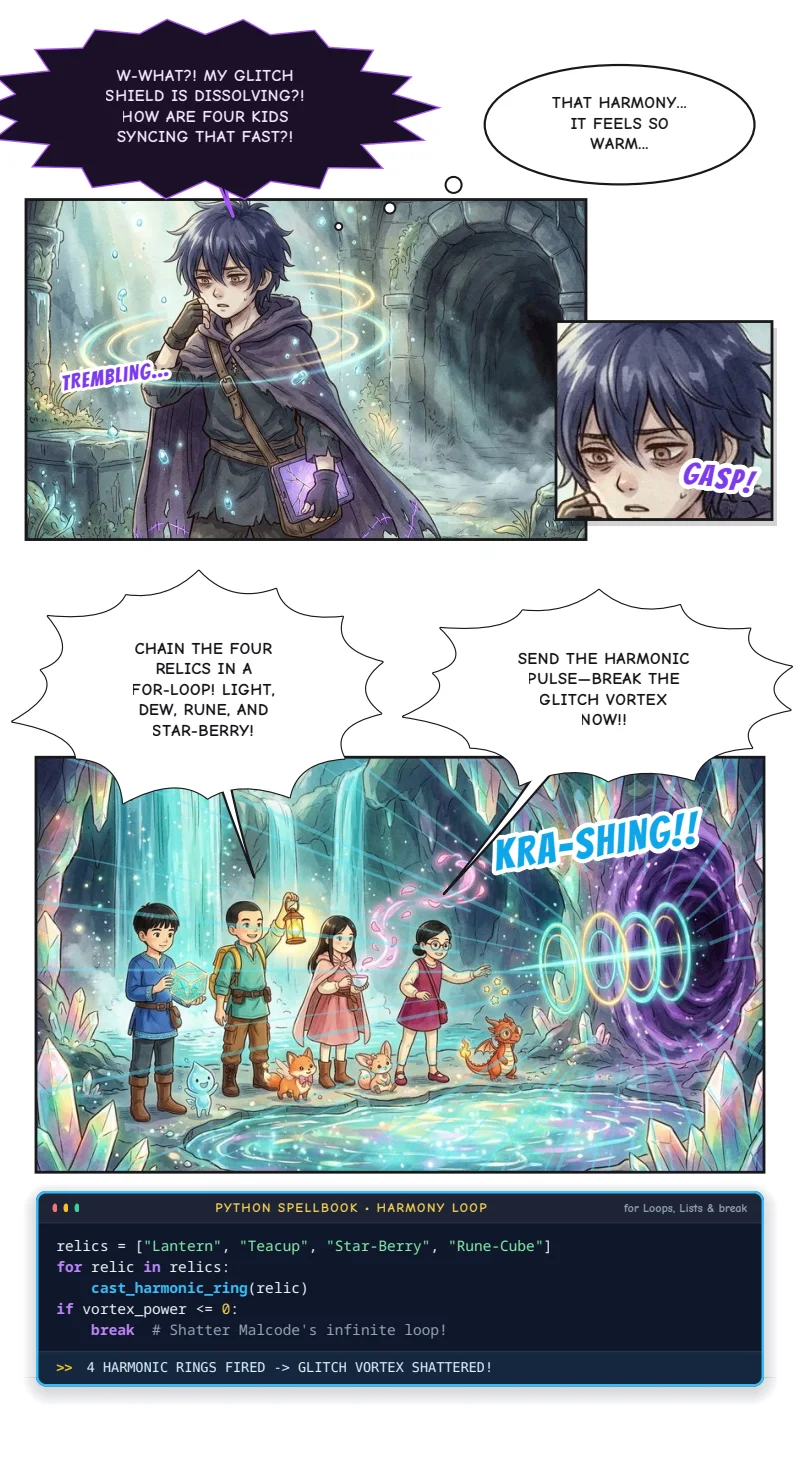 W-WHAT?! MY GLITCH
SHIELD IS DISSOLVING?!
HOW ARE FOUR KIDS
SYNCING THAT FAST?!
THAT HARMONY...
IT FEELS SO
WARM...
TREMBLING...
GASP!
CHAIN THE FOUR
RELICS IN A
FOR-LOOP! LIGHT,
DEW, RUNE, AND
STAR-BERRY!
SEND THE HARMONIC
PULSE—BREAK THE
GLITCH VORTEX
NOW!!
KRA-SHING!!
PYTHON SPELLBOOK • HARMONY LOOP
for Loops, Lists & break
relics = ["Lantern", "Teacup", "Star-Berry", "Rune-Cube"]
for relic in relics:
    cast_harmonic_ring(relic)
if vortex_power <= 0:
    break  # Shatter Malcode's infinite loop!
>> 4 HARMONIC RINGS FIRED -> GLITCH VORTEX SHATTERED!